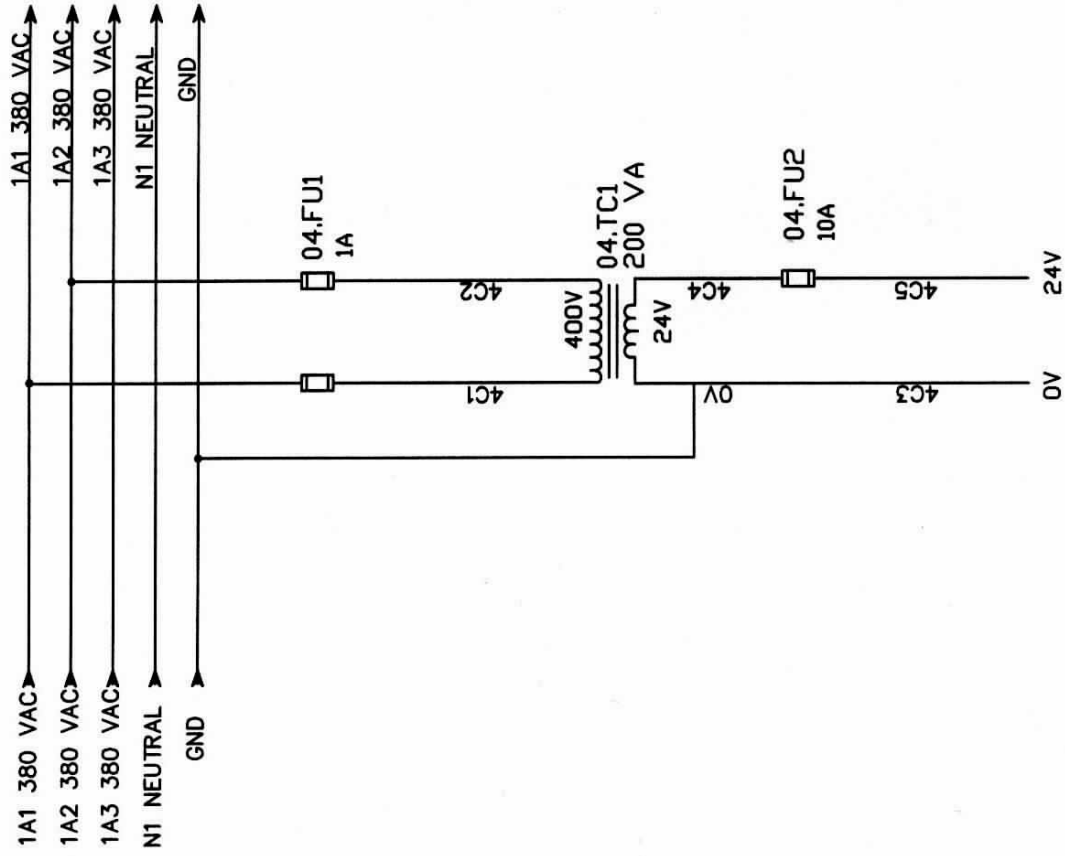 1A1 380 VAC
1A2 380 VAC
1A3 380 VAC
N1 NEUTRAL
GND
1A1 380 VAC
1A2 380 VAC
1A3 380 VAC
N1 NEUTRAL
GND
04.FU1
1A
4C2
4C1
400V
04.TC1
200 VA
24V
4C4
0V
04.FU2
10A
4C5
4C3
24V
0V